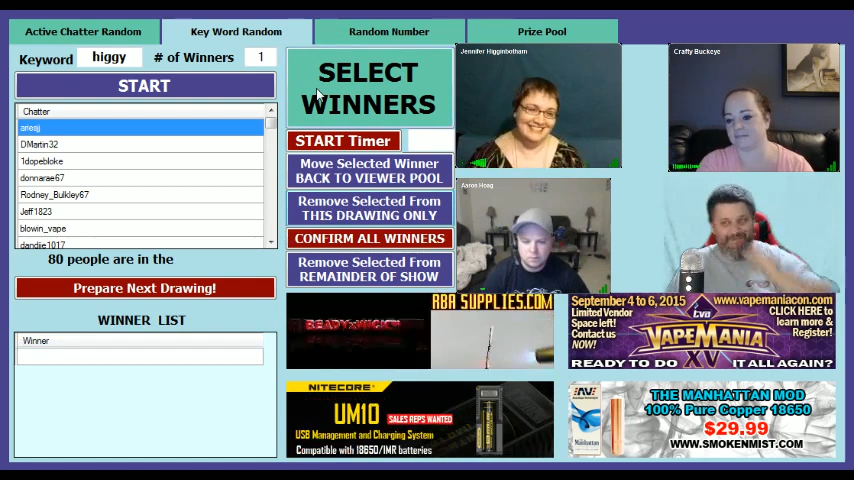 Active Chatter Random
Key Word Random
Random Number
Prize Pool
Keyword higgy # of Winners 1
START
Chatter
ariesjj
DMartin32
1dopebloke
donnarae67
Rodney_Bulkley67
Jeff1823
blowin_vape
dandiie1017
80 people are in the
Prepare Next Drawing!
WINNER LIST
Winner
SELECT
WINNERS
START Timer
Move Selected Winner
BACK TO VIEWER POOL
Remove Selected From
THIS DRAWING ONLY
CONFIRM ALL WINNERS
Remove Selected From
REMAINDER OF SHOW
Jennifer Higginbotham
Crafty Buckeye
Aaron Hoag
RBA SUPPLIES.COM
September 4 to 6, 2015
Limited Vendor
Space left!
Contact us
NOW!
www.vapemaniacon.com
CLICK HERE to
learn more &
Register!
tva
VAPEMANIA
XV
READY TO DO IT ALL AGAIN?
NITECORE
UM10
SALES REPS WANTED
USB Management and Charging System
Compatible with 18650/IMR batteries
Manhattan
THE MANHATTAN MOD
100% Pure Copper 18650
$29.99
WWW.SMOKENMIST.COM